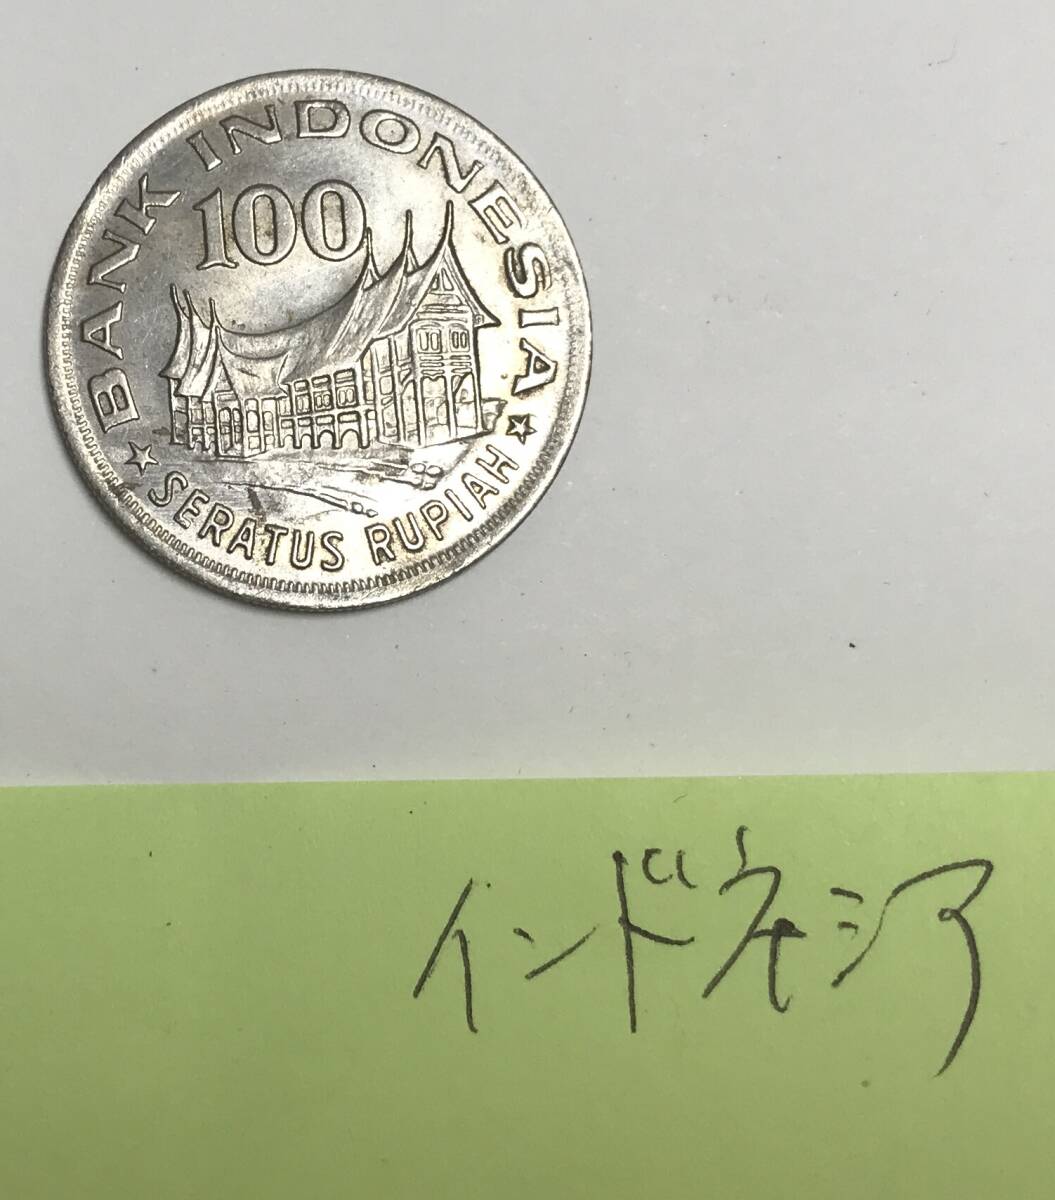 BANK INDONESIA
100
SERATUS RUPIAH
インドネシア